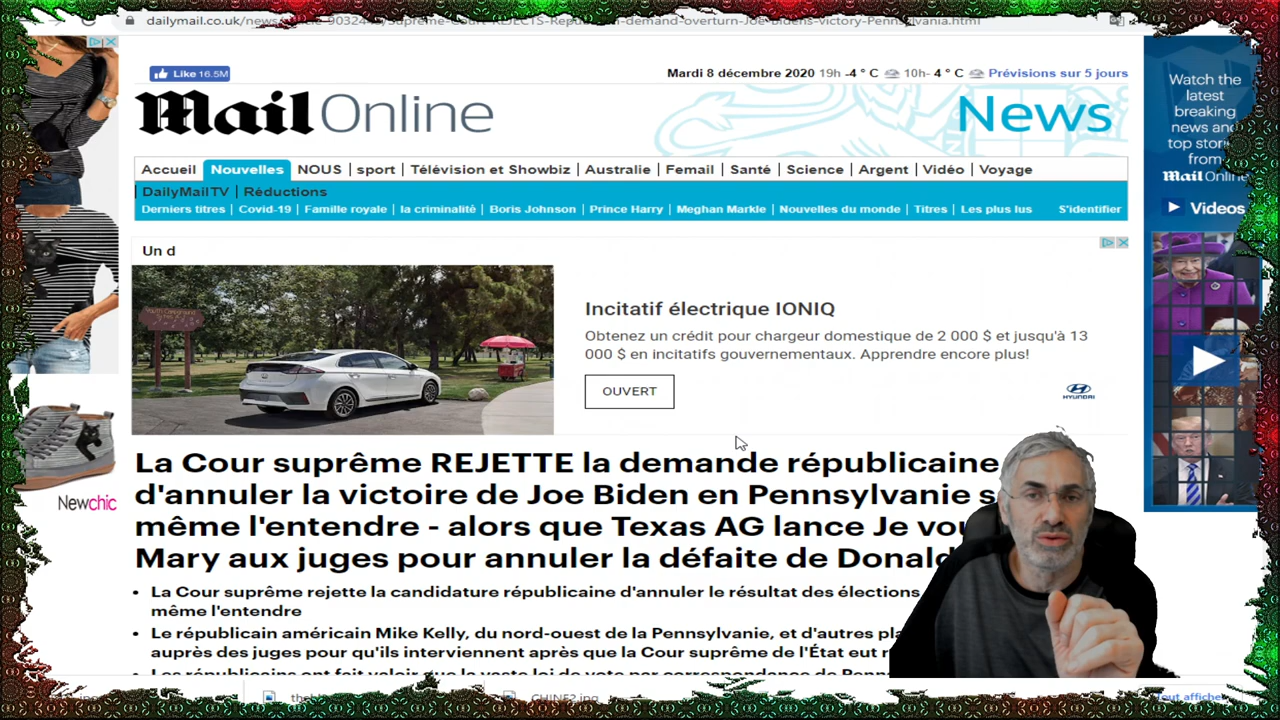 dailymail.co.uk/news
Supreme-Court-REJECTS-Repu
demand-overturn-Joe-Bidens-victory-Pennsylvania.html
Like 16.5M
Mardi 8 décembre 2020 19h -4 ° C 10h- 4 ° C Prévisions sur 5 jours
Mail Online
News
Accueil | Nouvelles | NOUS | sport | Télévision et Showbiz | Australie | Femail | Santé | Science | Argent | Vidéo | Voyage
| DailyMailTV | Réductions
Derniers titres | Covid-19 | Famille royale | la criminalité | Boris Johnson | Prince Harry | Meghan Markle | Nouvelles du monde | Titres | Les plus lus S'identifier
Un d
Incitatif électrique IONIQ
Obtenez un crédit pour chargeur domestique de 2 000 $ et jusqu'à 13
000 $ en incitatifs gouvernementaux. Apprendre encore plus!
OUVERT
HYUNDAI
La Cour suprême REJETTE la demande républicaine
d'annuler la victoire de Joe Biden en Pennsylvanie s
même l'entendre - alors que Texas AG lance Je vou
Mary aux juges pour annuler la défaite de Donald
• La Cour suprême rejette la candidature républicaine d'annuler le résultat des élections
même l'entendre
• Le républicain américain Mike Kelly, du nord-ouest de la Pennsylvanie, et d'autres pla
auprès des juges pour qu'ils interviennent après que la Cour suprême de l'État eut r
• Les républicains ont fait valoir que la vaste loi de vote par correspondance de Penn
CHINE2.jpg
Tout affiche
Newchic
Watch the
latest
breaking
news and
top stor
from
Mail Online
Videos